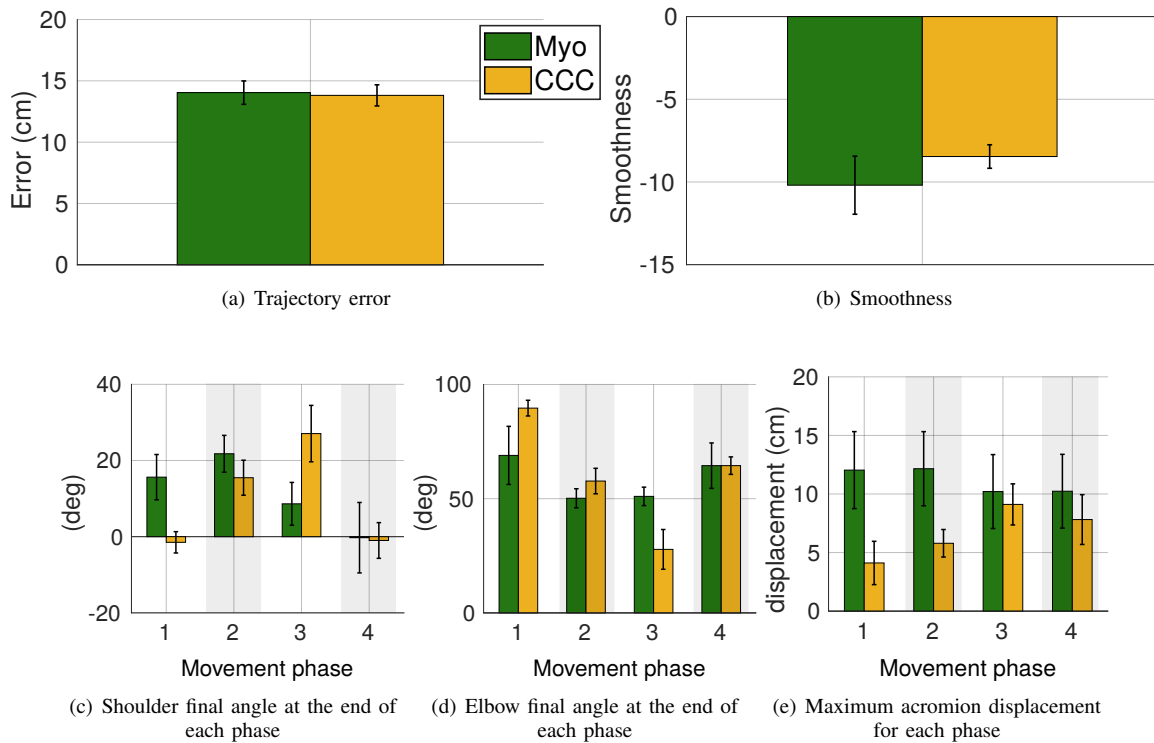 20
15
10
5
0
Error (cm)
Myo
CCC
(a) Trajectory error
0
-5
-10
-15
Smoothness
(b) Smoothness
40
20
0
-20
(deg)
1 2 3 4
Movement phase
(c) Shoulder final angle at the end of
each phase
100
50
0
(deg)
1 2 3 4
Movement phase
(d) Elbow final angle at the end of
each phase
20
15
10
5
0
displacement (cm)
1 2 3 4
Movement phase
(e) Maximum acromion displacement
for each phase